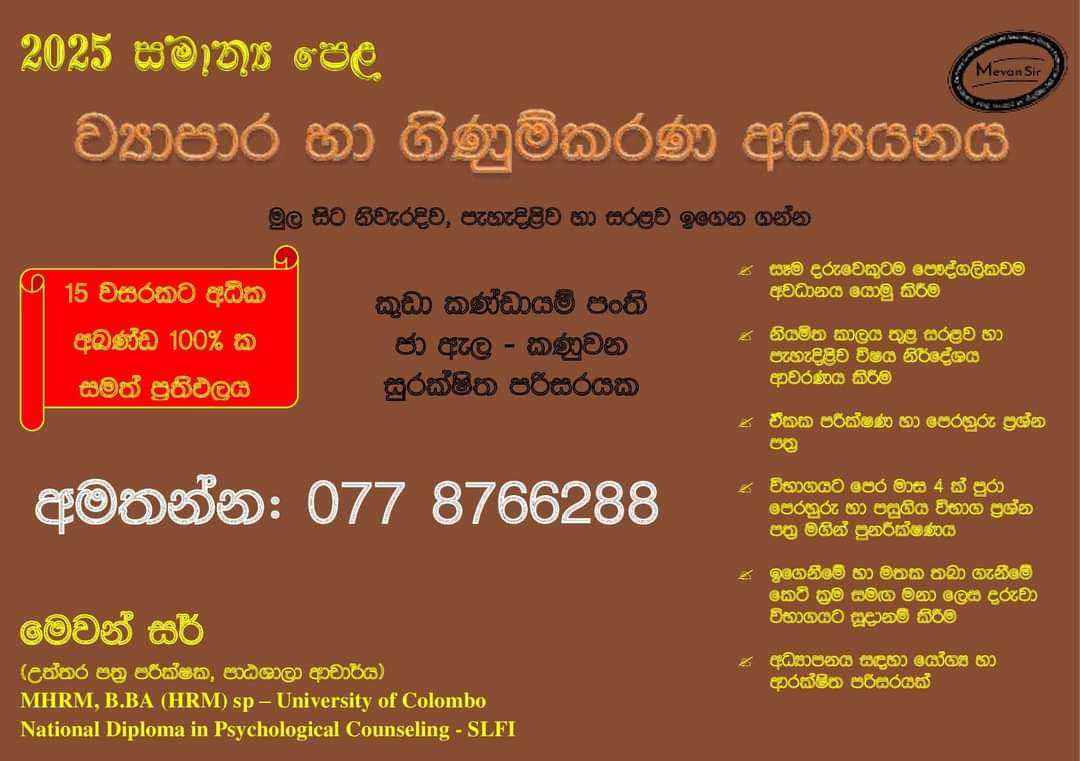 2025 සමාන්‍ය පෙළ
Mevan Sir
ව්‍යාපාර හා ගිණුම්කරණ අධ්‍යයනය
මුල සිට නිවැරදිව, පැහැදිළිව හා සරළව ඉගෙන ගන්න
15 වසරකට අධික
අඛණ්ඩ 100% ක
සමත් ප්‍රතිඵලය
කුඩා කණ්ඩායම් පංති
ජා ඇල - කණුවන
සුරක්ෂිත පරිසරයක
අමතන්න: 077 8766288
මෙවන් සර්
(උත්තර පත්‍ර පරීක්ෂක, පාඨශාලා ආචාර්ය)
MHRM, B.BA (HRM) sp – University of Colombo
National Diploma in Psychological Counseling - SLFI
සෑම දරුවෙකුටම පෞද්ගලිකවම
අවධානය යොමු කිරීම
නියමිත කාලය තුළ සරළව හා
පැහැදිළිව විෂය නිර්දේශය
ආවරණය කිරීම
ඒකක පරීක්ෂණ හා පෙරහුරු ප්‍රශ්න
පත්‍ර
විභාගයට පෙර මාස 4 ක් පුරා
පෙරහුරු හා පසුගිය විභාග ප්‍රශ්න
පත්‍ර මගින් පුනරීක්ෂණය
ඉගෙනීමේ හා මතක තබා ගැනීමේ
කෙටි ක්‍රම සමඟ මනා ලෙස දරුවා
විභාගයට සූදානම් කිරීම
අධ්‍යාපනය සඳහා යෝග්‍ය හා
ආරක්ෂිත පරිසරයක්